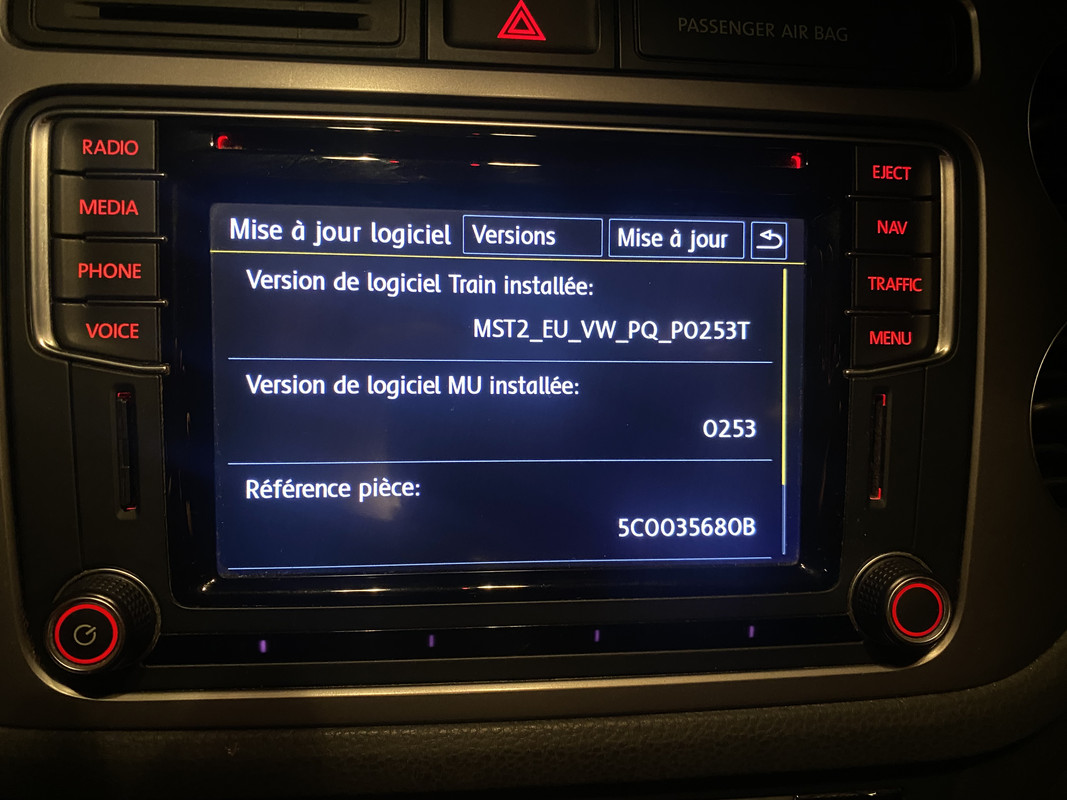 PASSENGER AIR BAG
RADIO
MEDIA
PHONE
VOICE
EJECT
NAV
TRAFFIC
MENU
Mise à jour logiciel
Versions
Mise à jour
Version de logiciel Train installée:
MST2_EU_VW_PQ_P0253T
Version de logiciel MU installée:
0253
Référence pièce:
5C0035680B